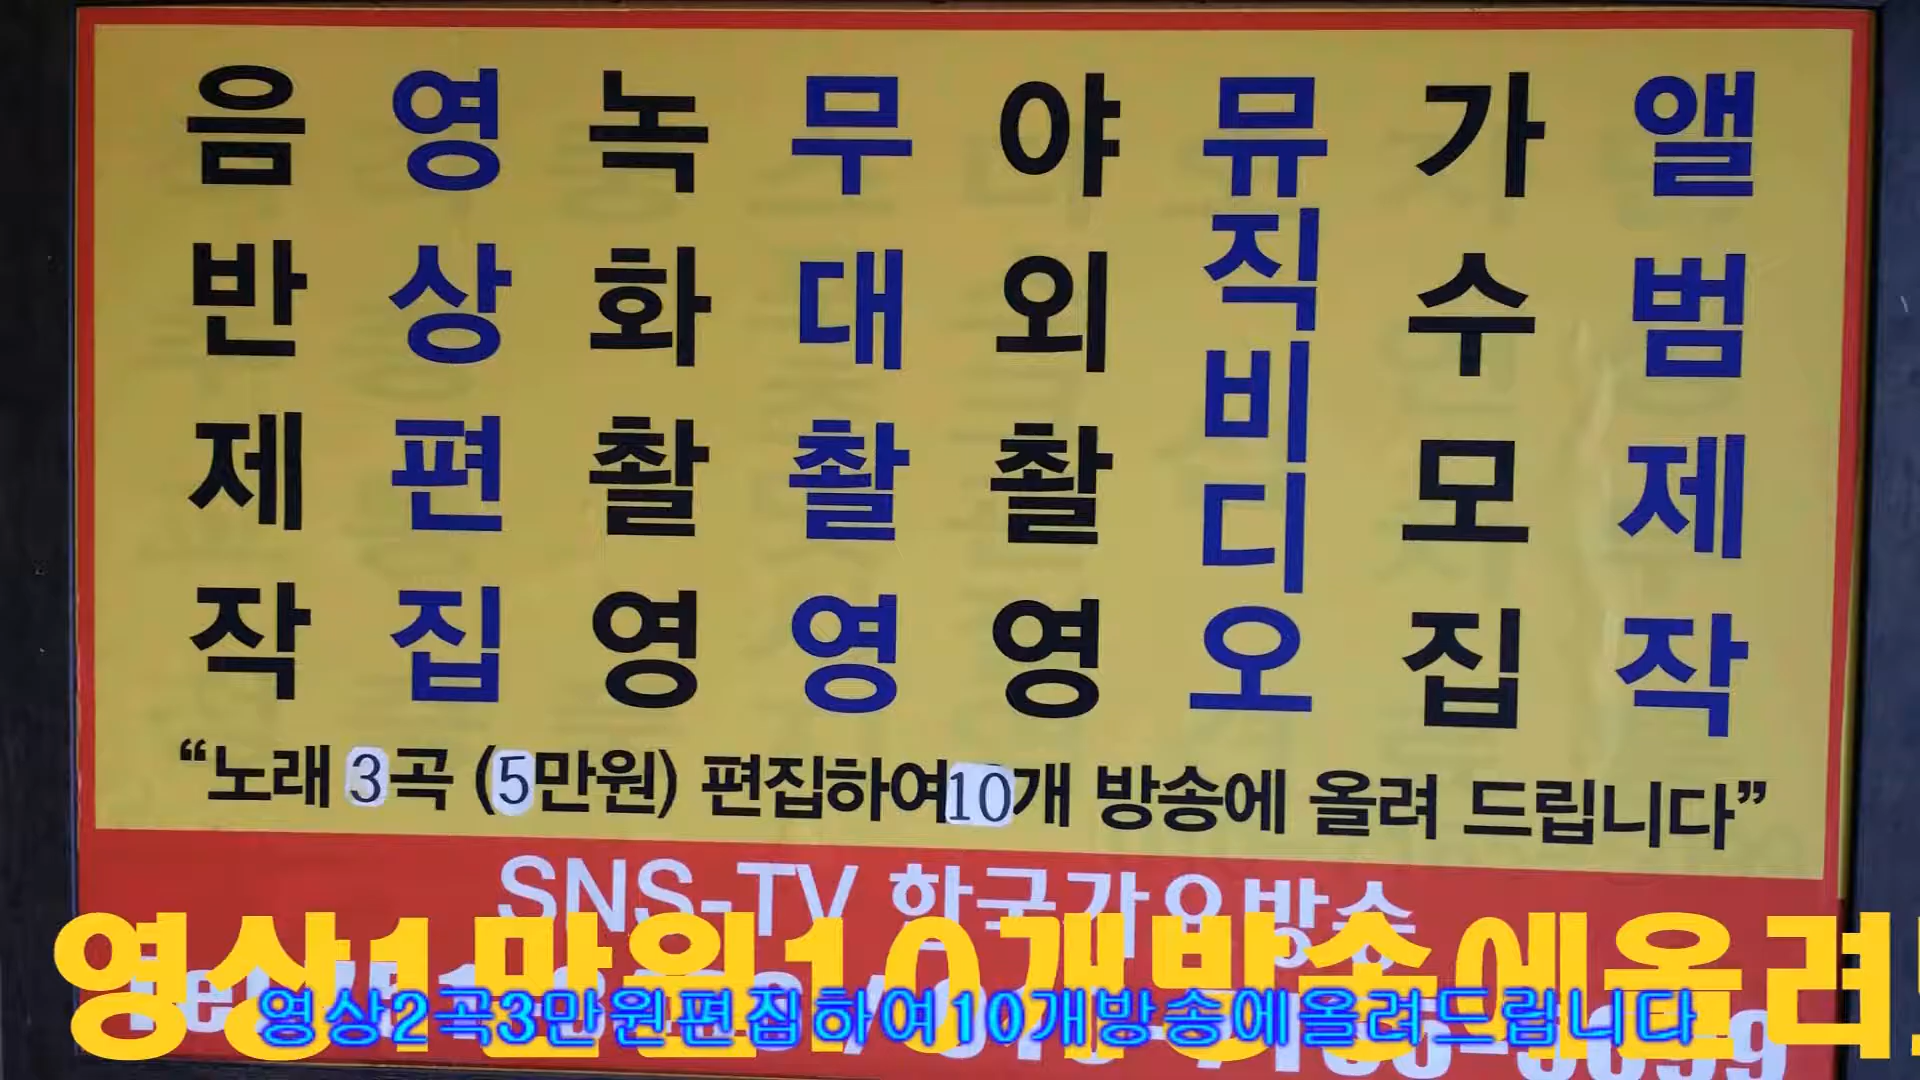 음반제작
영상편집
녹화촬영
무대촬영
야외촬영
뮤직비디오
가수모집
앨범제작
“노래 3곡 (5만원) 편집하여 10개 방송에 올려 드립니다”
SNS-TV 한국가요방송
영상1만원10개방송에올려
영상2곡3만원편집하여10개방송에올려드립니다